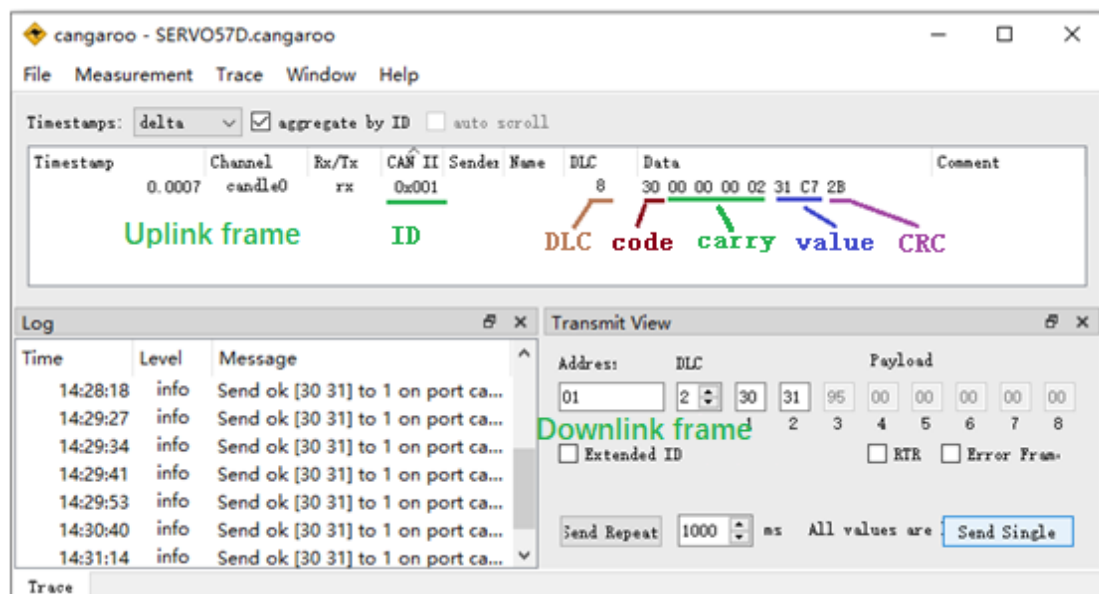 cangaroo - SERVO57D.cangaroo
File Measurement Trace Window Help
Timestamps: delta aggregate by ID auto scroll
Timestamp Channel Rx/Tx CAN II Sender Name DLC Data Comment
0.0007 candle0 rx 0x001 8 30 00 00 00 02 31 C7 2B
Uplink frame ID DLC code carry value CRC
Log
Time Level Message
14:28:18 info Send ok [30 31] to 1 on port ca...
14:29:27 info Send ok [30 31] to 1 on port ca...
14:29:34 info Send ok [30 31] to 1 on port ca...
14:29:41 info Send ok [30 31] to 1 on port ca...
14:29:53 info Send ok [30 31] to 1 on port ca...
14:30:40 info Send ok [30 31] to 1 on port ca...
14:31:14 info Send ok [30 31] to 1 on port ca...
Transmit View
Address: DLC Payload
01 2 30 31 95 00 00 00 00 00
Downlink frame 1 2 3 4 5 6 7 8
Extended ID RTR Error Fram
Send Repeat 1000 ms All values are Send Single
Trace